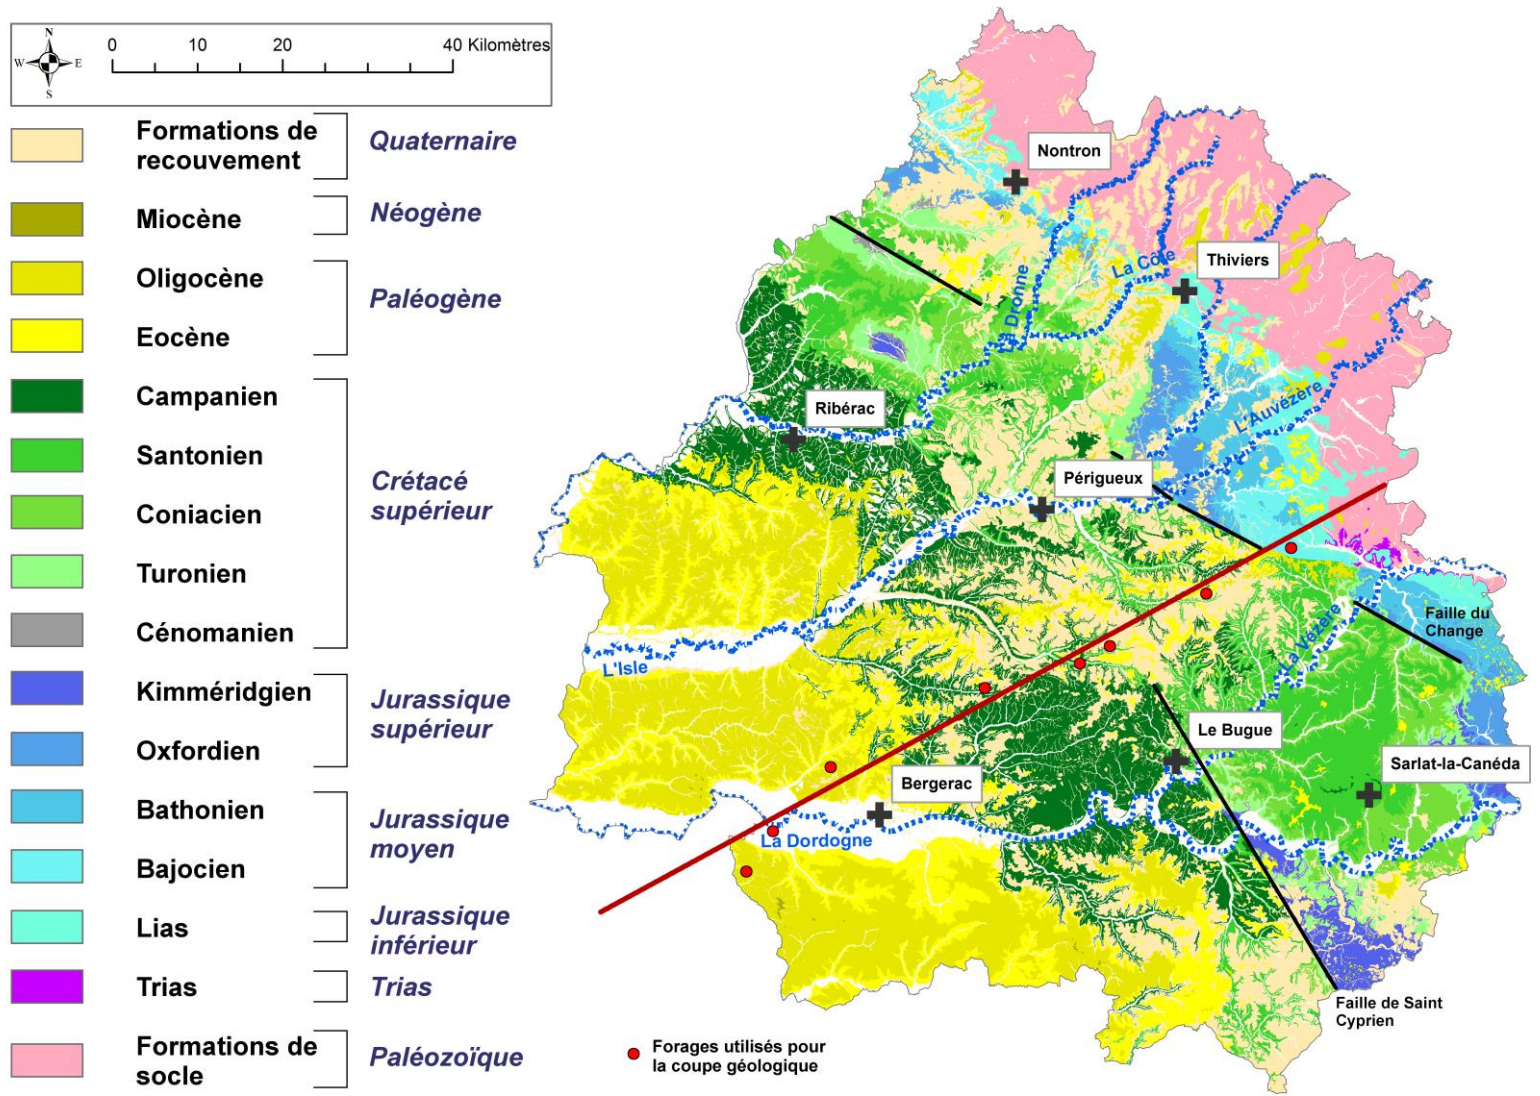 N
W
E
S
0 10 20 40 Kilomètres
Formations de
recouvement
Quaternaire
Miocène
Néogène
Oligocène
Paléogène
Eocène
Campanien
Santonien
Crétacé
supérieur
Coniacien
Turonien
Cénomanien
Kimméridgien
Jurassique
supérieur
Oxfordien
Bathonien
Jurassique
moyen
Bajocien
Lias
Jurassique
inférieur
Trias
Trias
Formations de
socle
Paléozoïque
Nontron
Thiviers
La Côle
La Dronne
Ribérac
L'Auvézère
Périgueux
Faille du
Change
La Vézère
L'Isle
Le Bugue
Sarlat-la-Canéda
Bergerac
La Dordogne
Faille de Saint
Cyprien
Forages utilisés pour
la coupe géologique